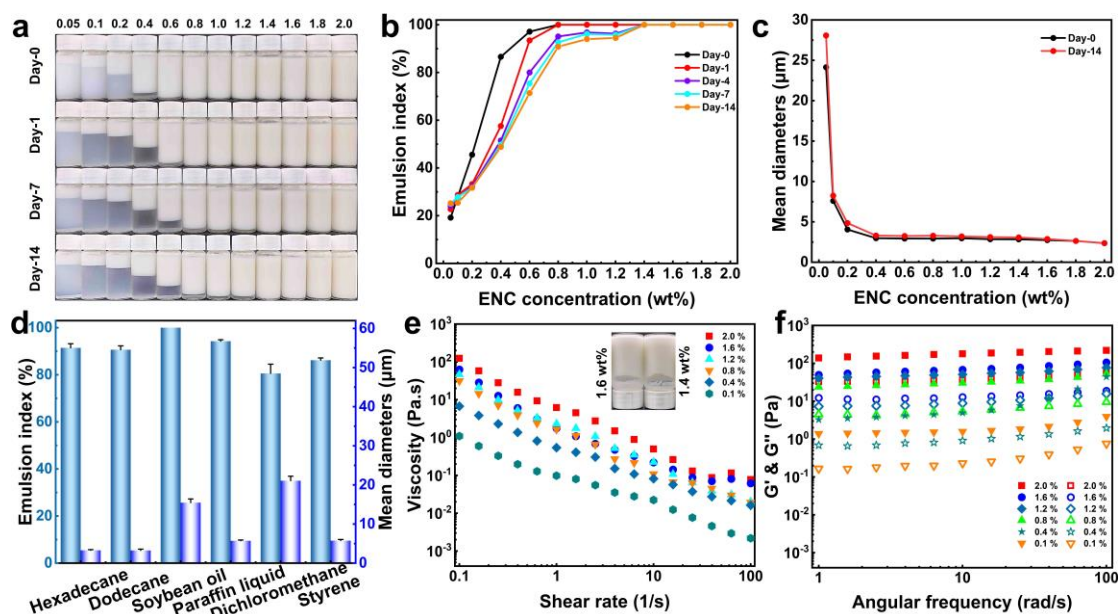 a
0.05 0.1 0.2 0.4 0.6 0.8 1.0 1.2 1.4 1.6 1.8 2.0
Day-0
Day-1
Day-7
Day-14
b
Emulsion index (%)
100
80
60
40
20
0
Day-0
Day-1
Day-4
Day-7
Day-14
0.0 0.2 0.4 0.6 0.8 1.0 1.2 1.4 1.6 1.8 2.0
ENC concentration (wt%)
c
Mean diameters (μm)
30
25
20
15
10
5
0
Day-0
Day-14
0.0 0.2 0.4 0.6 0.8 1.0 1.2 1.4 1.6 1.8 2.0
ENC concentration (wt%)
d
Emulsion index (%)
100
80
60
40
20
0
Mean diameters (μm)
60
50
40
30
20
10
0
Hexadecane
Dodecane
Soybean oil
Paraffin liquid
Dichloromethane
Styrene
e
Viscosity (Pa.s)
10³
10²
10¹
10⁰
10⁻¹
10⁻²
10⁻³
1.6 wt%
1.4 wt%
2.0 %
1.6 %
1.2 %
0.8 %
0.4 %
0.1 %
0.1 1 10 100
Shear rate (1/s)
f
G' & G'' (Pa)
10³
10²
10¹
10⁰
10⁻¹
10⁻²
10⁻³
2.0 % 2.0 %
1.6 % 1.6 %
1.2 % 1.2 %
0.8 % 0.8 %
0.4 % 0.4 %
0.1 % 0.1 %
1 10 100
Angular frequency (rad/s)